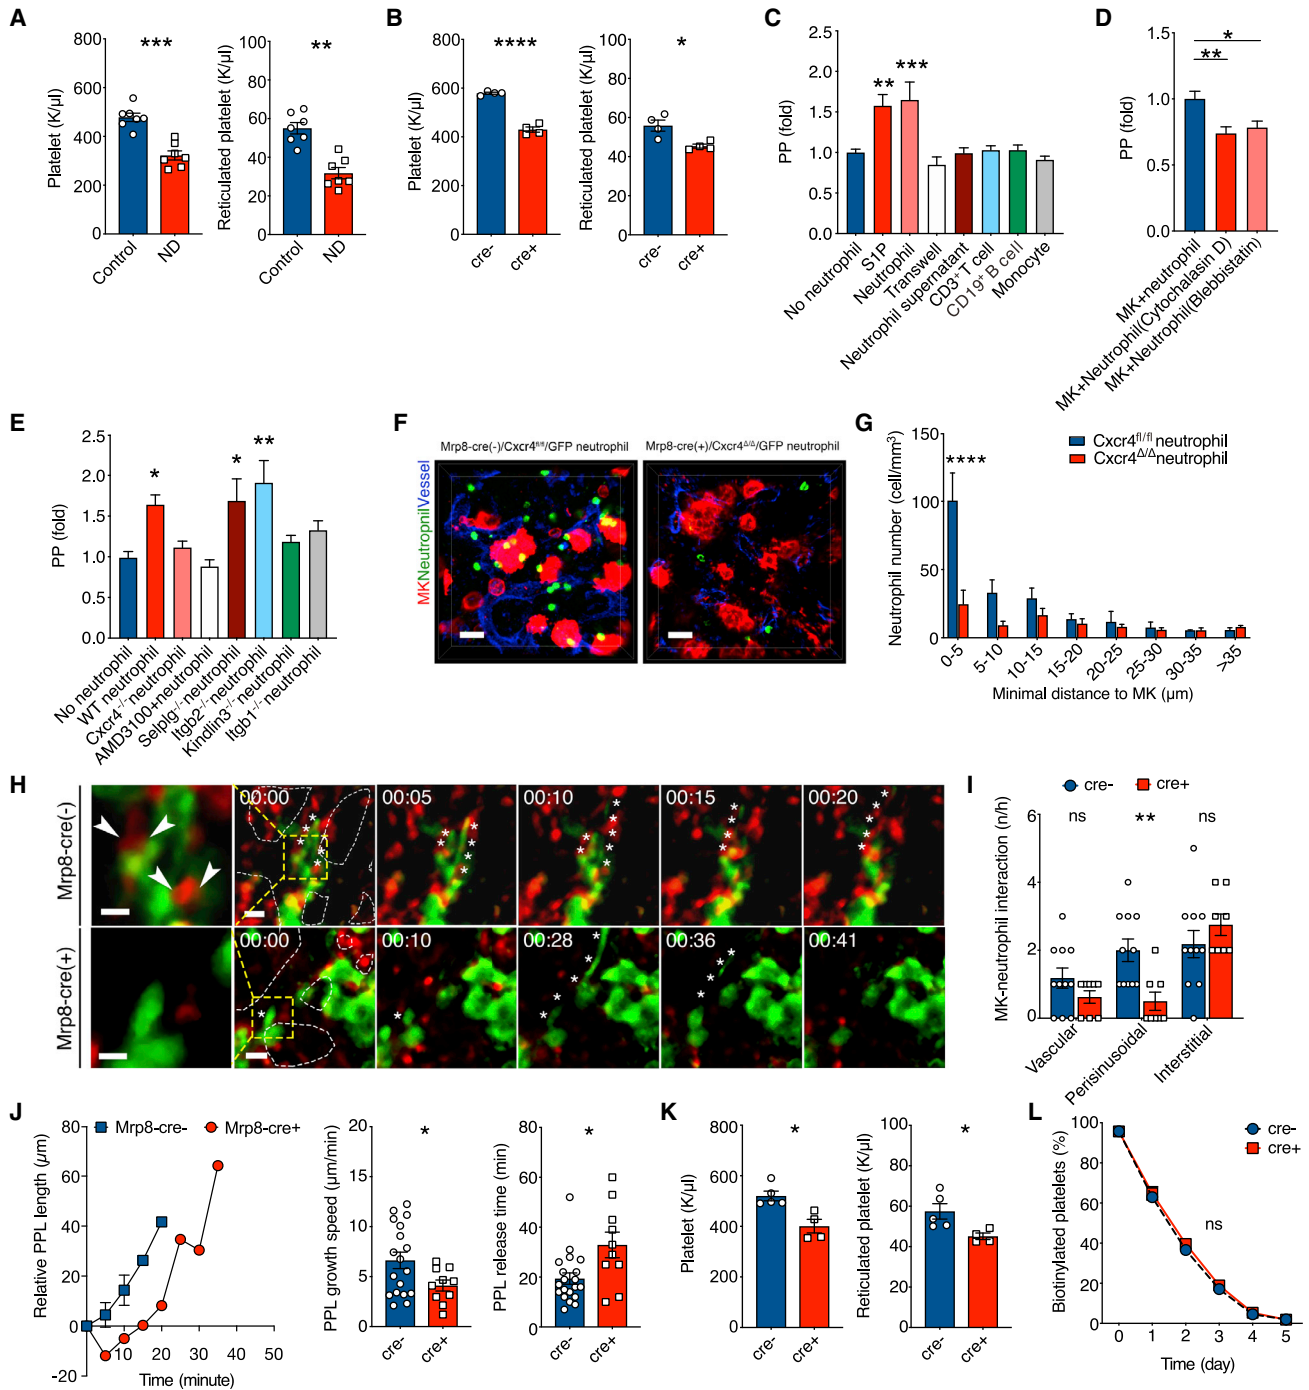 A
Platelet (K/µl)
800
600
400
200
0
***
Control
ND
Reticulated platelet (K/µl)
100
80
60
40
20
0
**
Control
ND
B
Platelet (K/µl)
800
600
400
200
0
****
cre-
cre+
Reticulated platelet (K/µl)
100
80
60
40
20
0
*
cre-
cre+
C
PP (fold)
2.5
2.0
1.5
1.0
0.5
0.0
**
***
No neutrophil
S1P
Neutrophil
Transwell
Neutrophil supernatant
CD3⁺T cell
CD19⁺ B cell
Monocyte
D
PP (fold)
1.5
1.0
0.5
0.0
*
**
MK+neutrophil
MK+Neutrophil(Cytochalasin D)
MK+Neutrophil(Blebbistatin)
E
PP (fold)
2.5
2.0
1.5
1.0
0.5
0.0
*
*
**
No neutrophil
WT neutrophil
Cxcr4⁻/⁻neutrophil
AMD3100+neutrophil
Selplg⁻/⁻neutrophil
Itgb2⁻/⁻neutrophil
Kindlin3⁻/⁻neutrophil
Itgb1⁻/⁻neutrophil
F
Mrp8-cre(-)/Cxcr4fl/fl/GFP neutrophil
Mrp8-cre(+)/Cxcr4Δ/Δ/GFP neutrophil
MKNeutrophilVessel
G
Neutrophil number (cell/mm³)
150
100
50
0
****
Cxcr4fl/fl neutrophil
Cxcr4Δ/Δneutrophil
0-5
5-10
10-15
15-20
20-25
25-30
30-35
>35
Minimal distance to MK (µm)
H
Mrp8-cre(-)
00:00
00:05
00:10
00:15
00:20
Mrp8-cre(+)
00:00
00:10
00:28
00:36
00:41
I
cre-
cre+
MK-neutrophil interaction (n/h)
6
4
2
0
ns
**
ns
Vascular
Perisinusoidal
Interstitial
J
Mrp8-cre-
Mrp8-cre+
Relative PPL length (µm)
80
60
40
20
0
-20
10
20
30
40
50
Time (minute)
PPL growth speed (µm/min)
20
15
10
5
0
*
cre-
cre+
PPL release time (min)
80
60
40
20
0
*
cre-
cre+
K
Platelet (K/µl)
800
600
400
200
0
*
cre-
cre+
Reticulated platelet (K/µl)
100
80
60
40
20
0
*
cre-
cre+
L
cre-
cre+
Biotinylated platelets (%)
100
80
60
40
20
0
ns
0
1
2
3
4
5
Time (day)